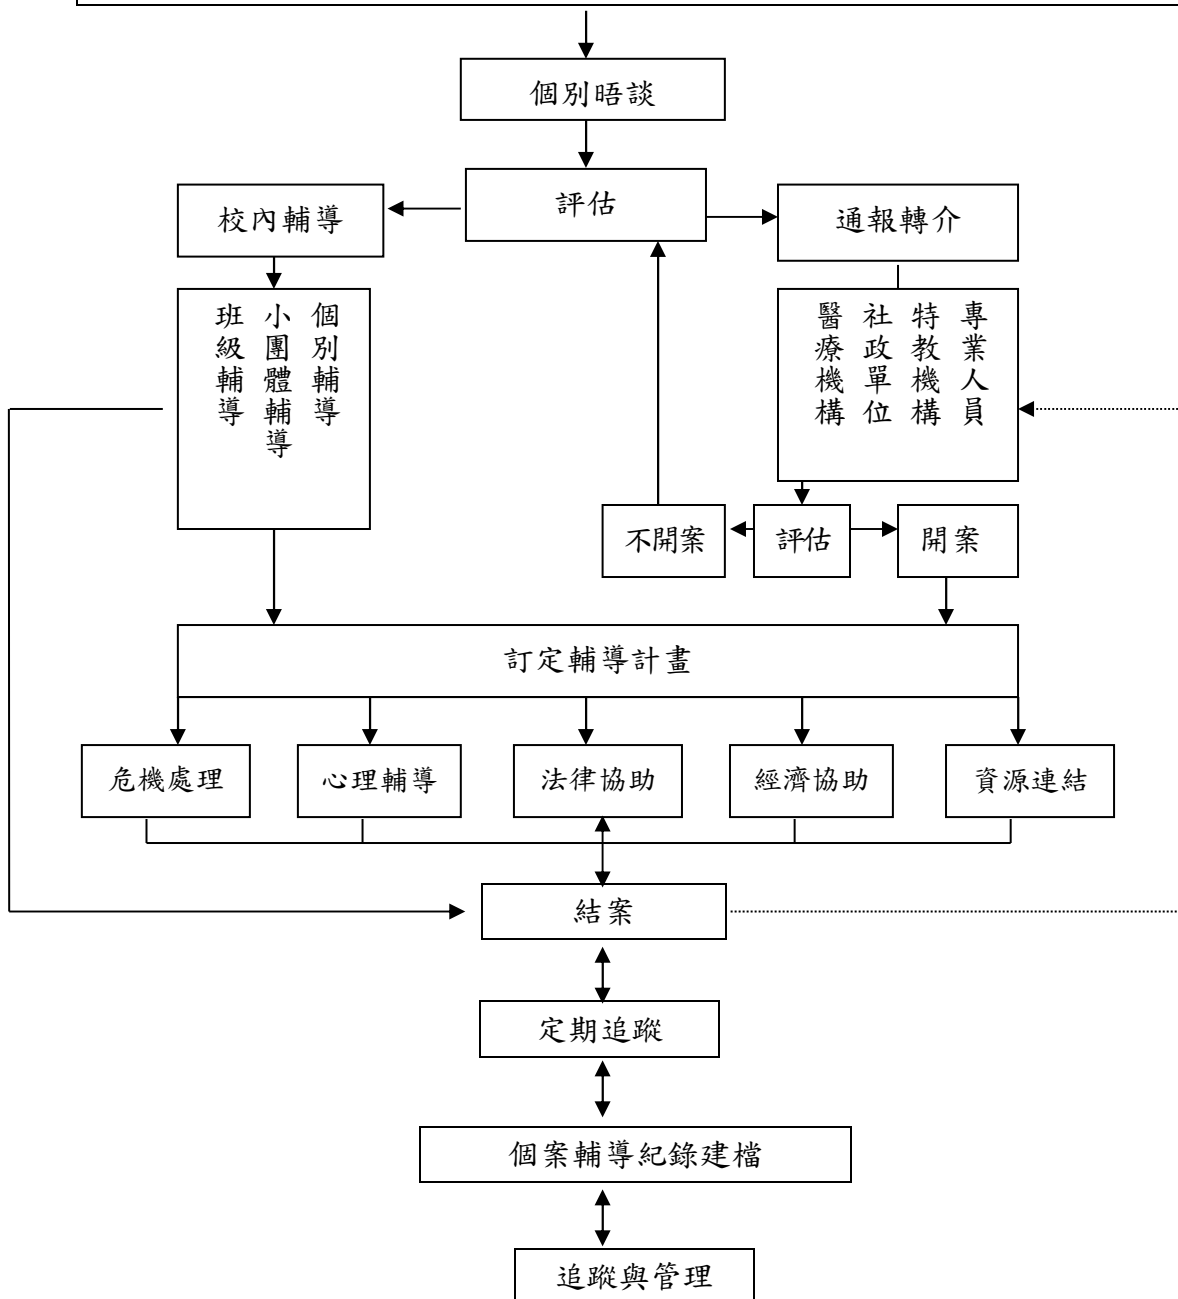 個別晤談
評估
校內輔導
通報轉介
個別輔導
小團體輔導
班級輔導
專業人員
特教機構
社政單位
醫療機構
不開案
評估
開案
訂定輔導計畫
危機處理
心理輔導
法律協助
經濟協助
資源連結
結案
定期追蹤
個案輔導紀錄建檔
追蹤與管理